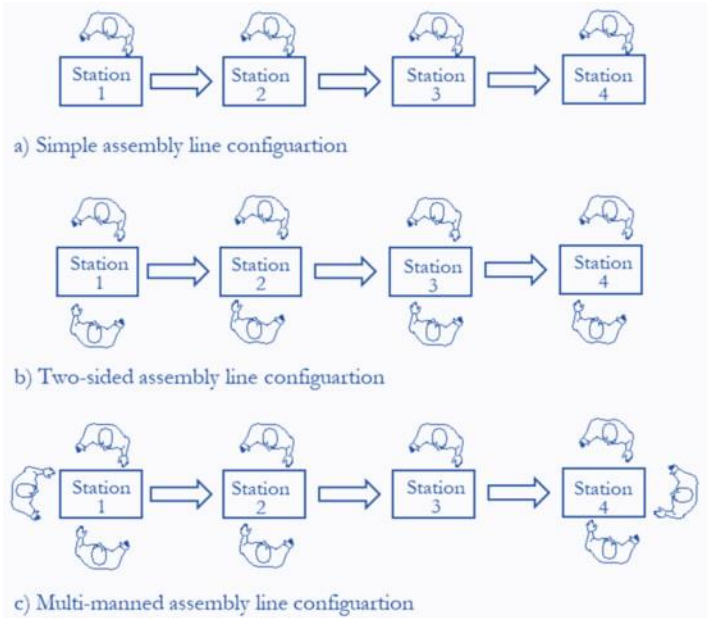 Station Station Station Station
1 2 3 4
a) Simple assembly line configuartion
Station Station Station Station
1 2 3 4
b) Two-sided assembly line configuartion
Station Station Station Station
1 2 3 4
c) Multi-manned assembly line configuartion